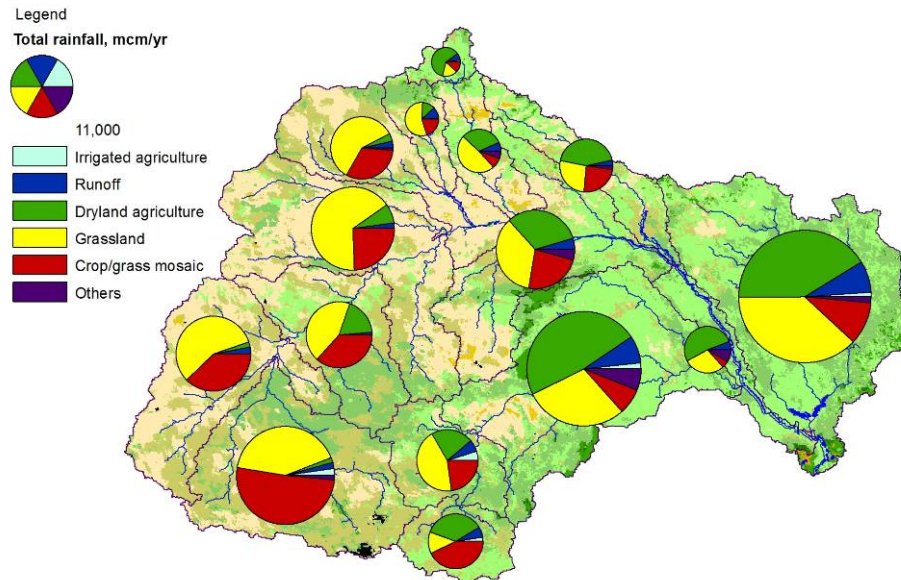 Legend
Total rainfall, mcm/yr
11,000
Irrigated agriculture
Runoff
Dryland agriculture
Grassland
Crop/grass mosaic
Others